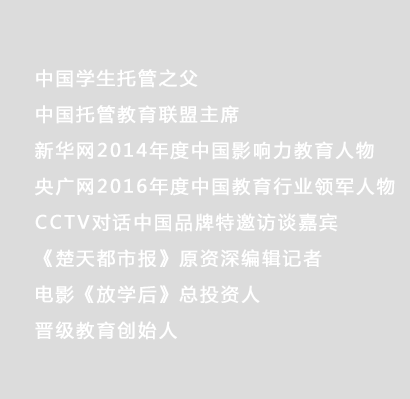 中国学生托管之父
中国托管教育联盟主席
新华网2014年度中国影响力教育人物
央广网2016年度中国教育行业领军人物
CCTV对话中国品牌特邀访谈嘉宾
《楚天都市报》原资深编辑记者
电影《放学后》总投资人
晋级教育创始人